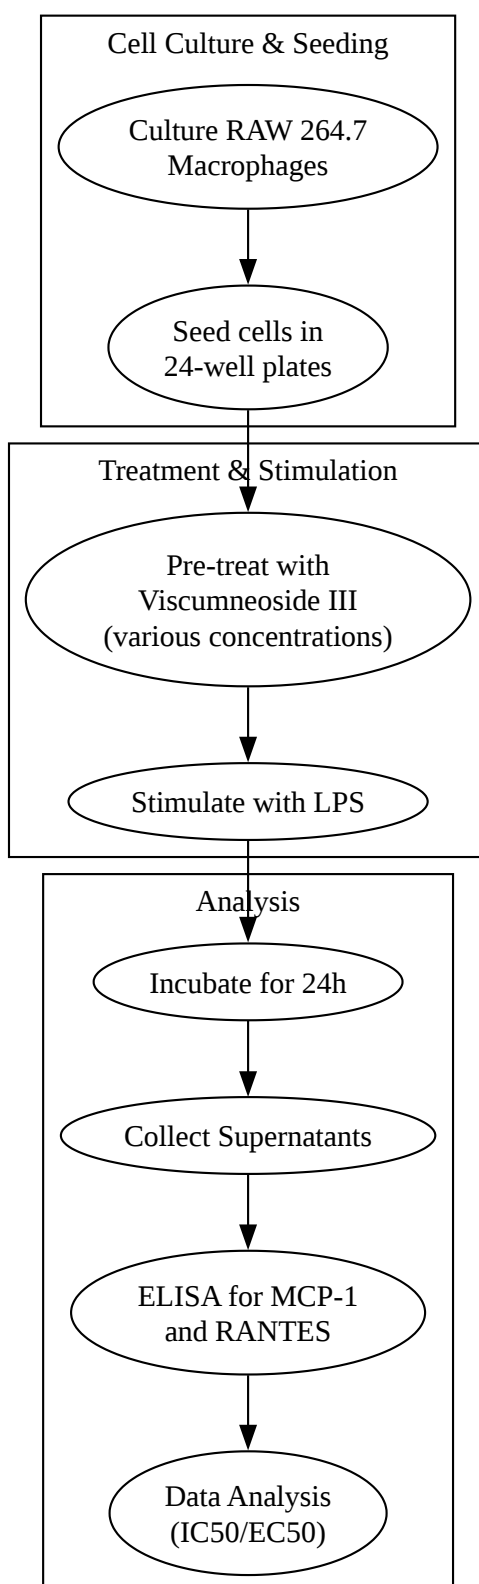 Cell Culture & Seeding
Culture RAW 264.7
Macrophages
Seed cells in
24-well plates
Treatment & Stimulation
Pre-treat with
Viscumneoside III
(various concentrations)
Stimulate with LPS
Analysis
Incubate for 24h
Collect Supernatants
ELISA for MCP-1
and RANTES
Data Analysis
(IC50/EC50)